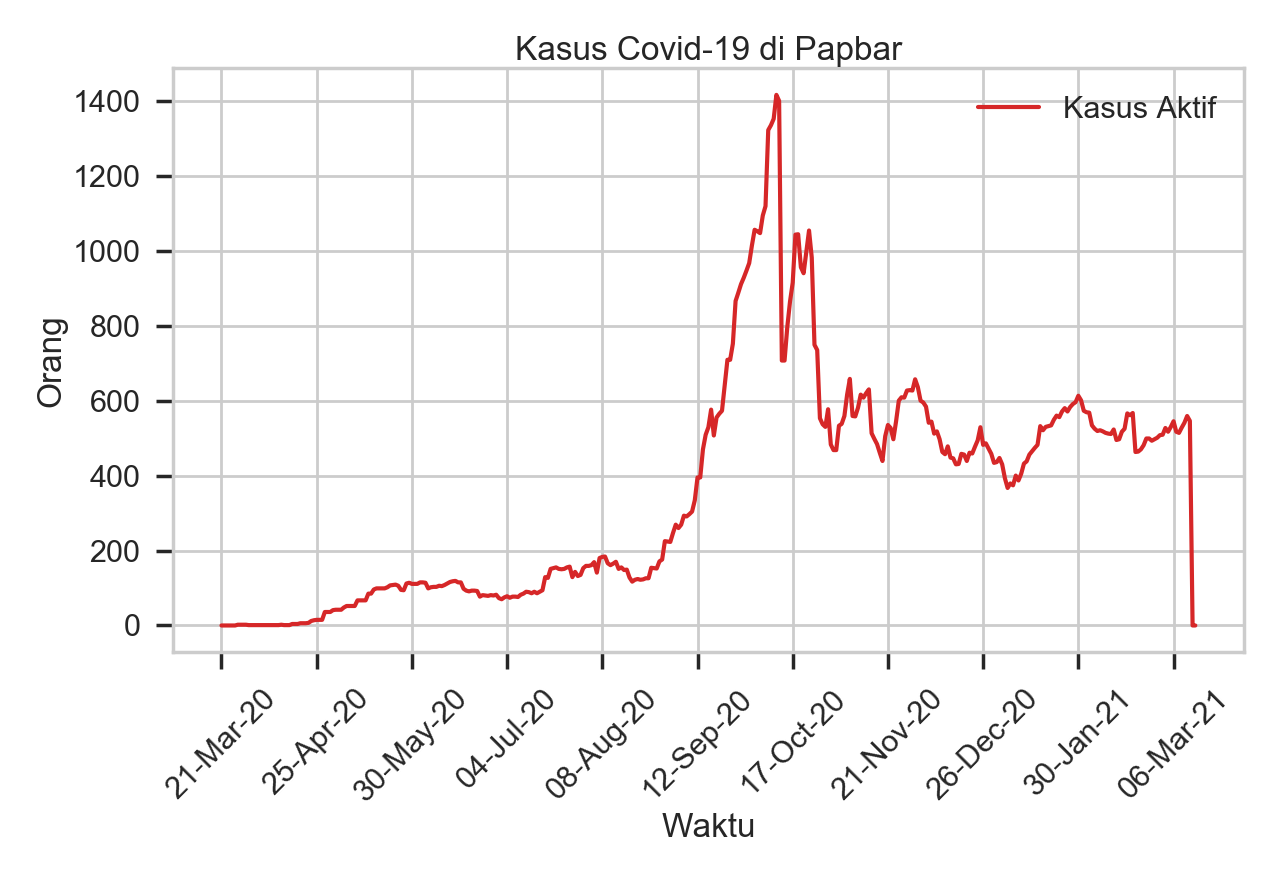 Kasus Covid-19 di Papbar
Kasus Aktif
1400
1200
1000
800
600
400
200
0
Orang
21-Mar-20
25-Apr-20
30-May-20
04-Jul-20
08-Aug-20
12-Sep-20
17-Oct-20
21-Nov-20
26-Dec-20
30-Jan-21
06-Mar-21
Waktu